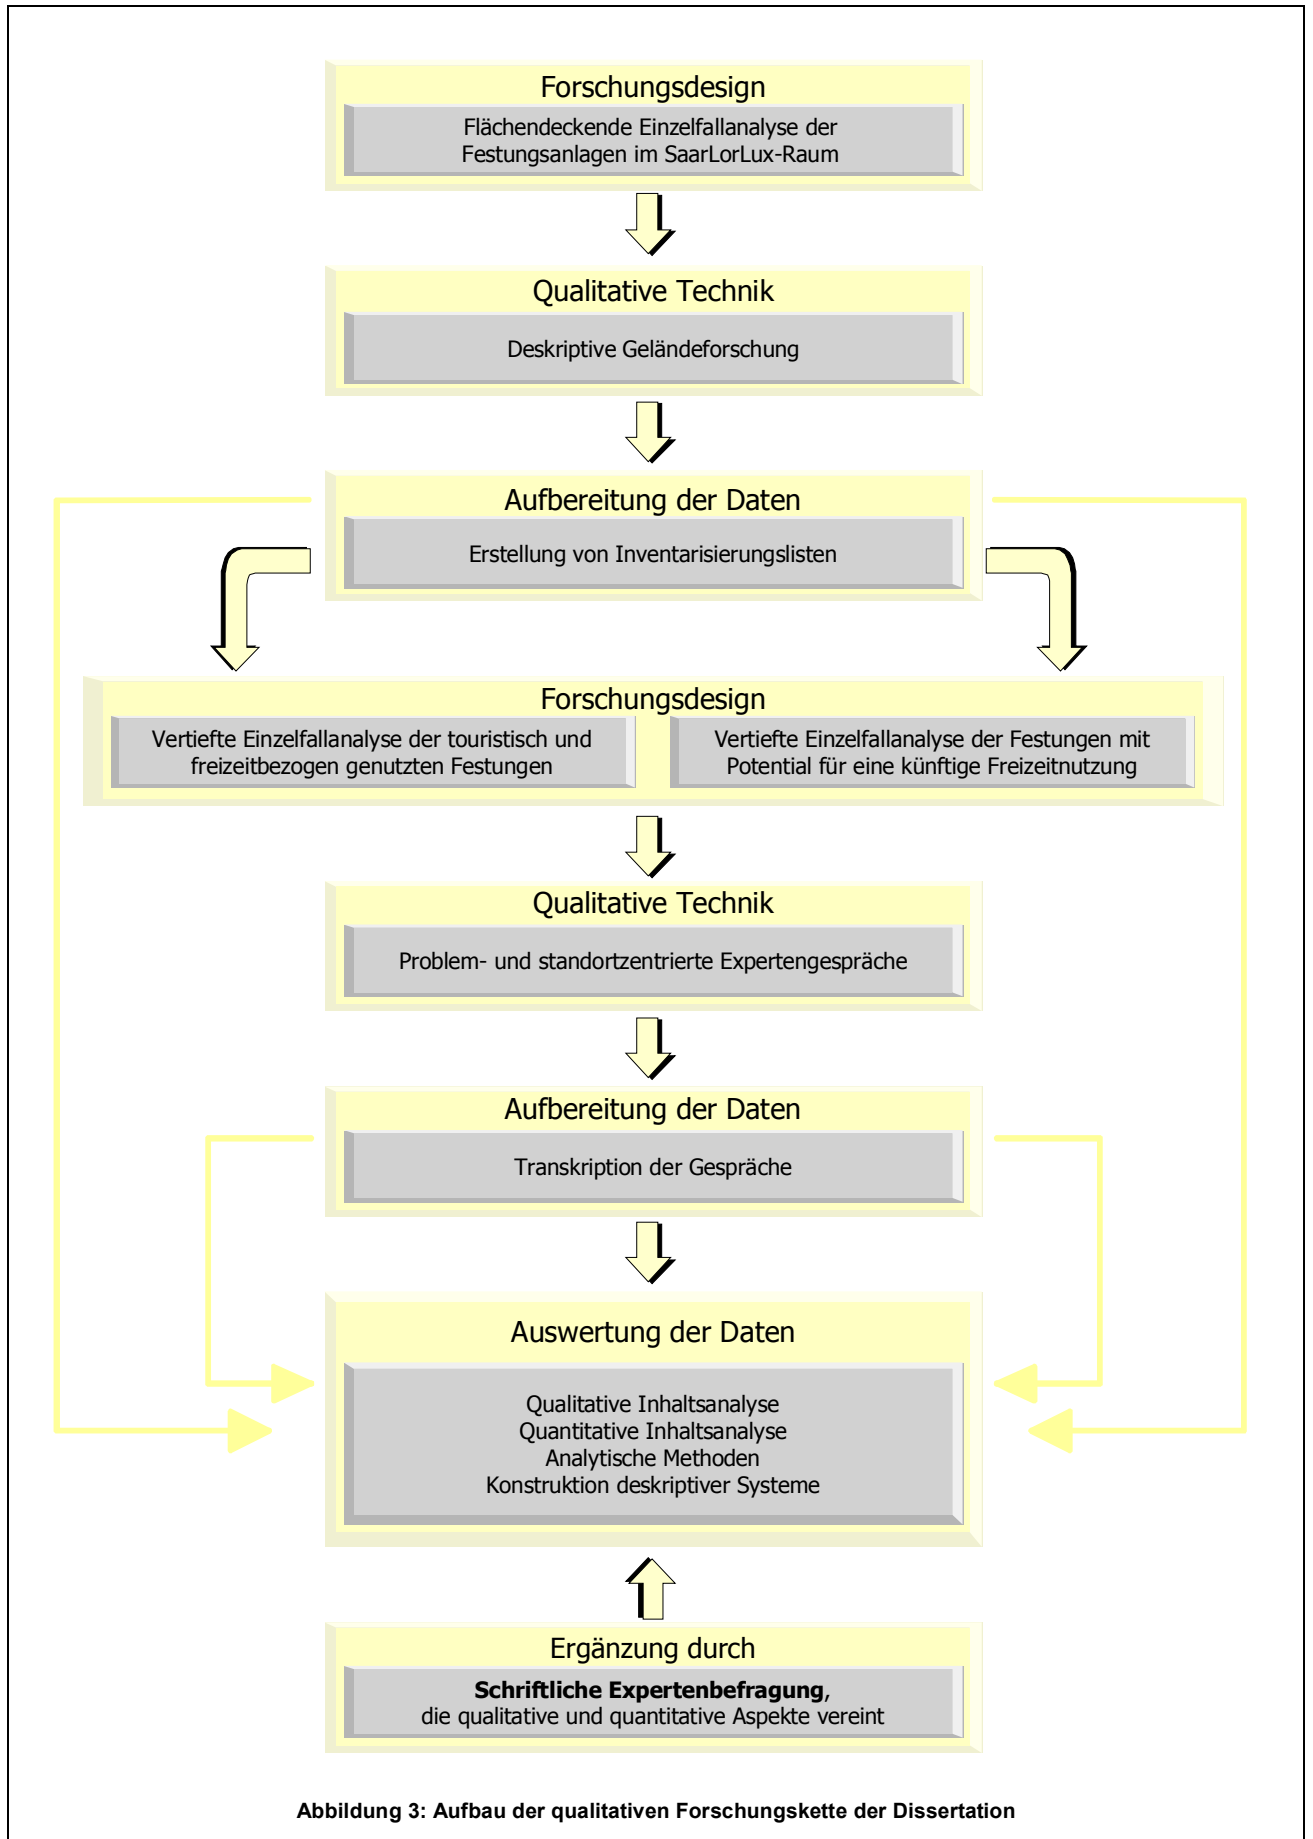 Forschungsdesign
Flächendeckende Einzelfallanalyse der
Festungsanlagen im SaarLorLux-Raum
Qualitative Technik
Deskriptive Geländeforschung
Aufbereitung der Daten
Erstellung von Inventarisierungslisten
Forschungsdesign
Vertiefte Einzelfallanalyse der touristisch und
freizeitbezogen genutzten Festungen
Vertiefte Einzelfallanalyse der Festungen mit
Potential für eine künftige Freizeitnutzung
Qualitative Technik
Problem- und standortzentrierte Expertengespräche
Aufbereitung der Daten
Transkription der Gespräche
Auswertung der Daten
Qualitative Inhaltsanalyse
Quantitative Inhaltsanalyse
Analytische Methoden
Konstruktion deskriptiver Systeme
Ergänzung durch
Schriftliche Expertenbefragung,
die qualitative und quantitative Aspekte vereint
Abbildung 3: Aufbau der qualitativen Forschungskette der Dissertation